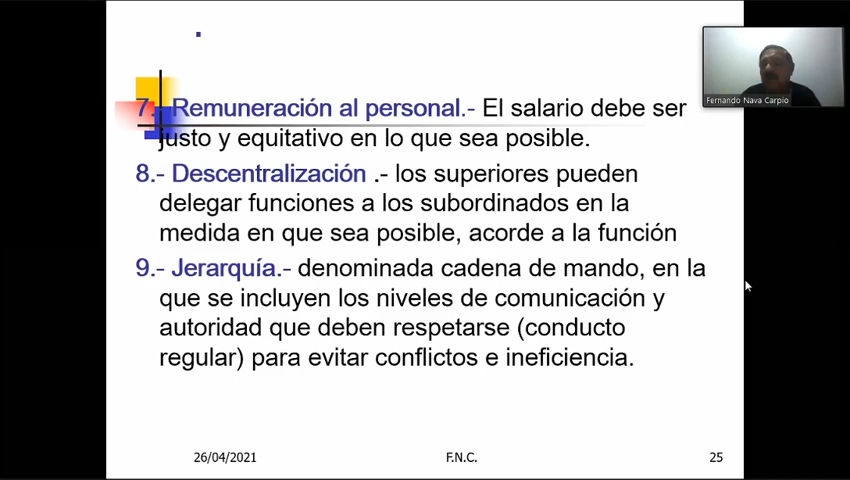 .
7.- Remuneración al personal.- El salario debe ser
justo y equitativo en lo que sea posible.
8.- Descentralización .- los superiores pueden
delegar funciones a los subordinados en la
medida en que sea posible, acorde a la función
9.- Jerarquía.- denominada cadena de mando, en la
que se incluyen los niveles de comunicación y
autoridad que deben respetarse (conducto
regular) para evitar conflictos e ineficiencia.
26/04/2021
F.N.C.
25
Fernando Nava Carpio